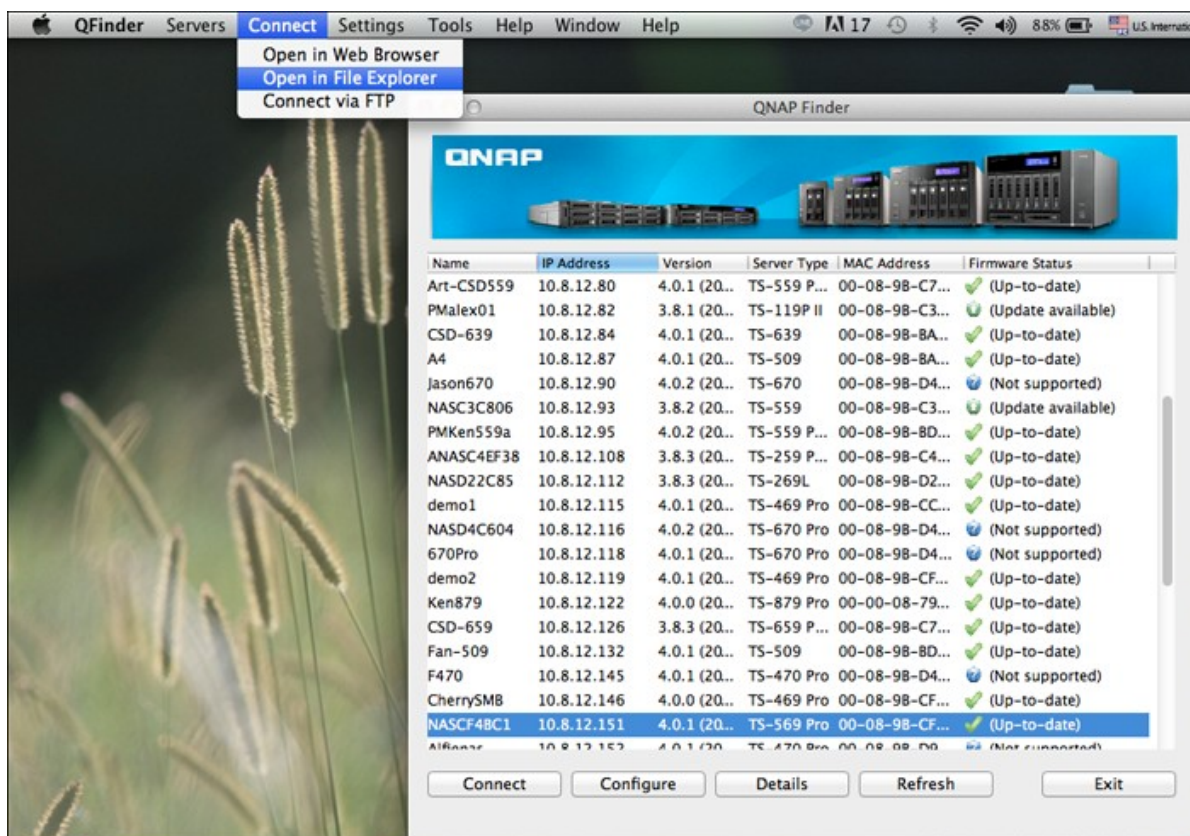 QFinder Servers Connect Settings Tools Help Window Help 17 88% U.S. Internatio
Open in Web Browser
Open in File Explorer
Connect via FTP
QNAP Finder
QNAP
Name IP Address Version Server Type MAC Address Firmware Status
Art-CSD559 10.8.12.80 4.0.1 (20... TS-559 P... 00-08-9B-C7... (Up-to-date)
PMalex01 10.8.12.82 3.8.1 (20... TS-119P II 00-08-9B-C3... (Update available)
CSD-639 10.8.12.84 4.0.1 (20... TS-639 00-08-9B-BA... (Up-to-date)
A4 10.8.12.87 4.0.1 (20... TS-509 00-08-9B-BA... (Up-to-date)
Jason670 10.8.12.90 4.0.2 (20... TS-670 00-08-9B-D4... (Not supported)
NASC3C806 10.8.12.93 3.8.2 (20... TS-559 00-08-9B-C3... (Update available)
PMKen559a 10.8.12.95 4.0.2 (20... TS-559 P... 00-08-9B-BD... (Up-to-date)
ANASC4EF38 10.8.12.108 3.8.3 (20... TS-259 P... 00-08-9B-C4... (Up-to-date)
NASD22C85 10.8.12.112 3.8.3 (20... TS-269L 00-08-9B-D2... (Up-to-date)
demo1 10.8.12.115 4.0.1 (20... TS-469 Pro 00-08-9B-CC... (Up-to-date)
NASD4C604 10.8.12.116 4.0.2 (20... TS-670 Pro 00-08-9B-D4... (Not supported)
670Pro 10.8.12.118 4.0.1 (20... TS-670 Pro 00-08-9B-D4... (Not supported)
demo2 10.8.12.119 4.0.1 (20... TS-469 Pro 00-08-9B-CF... (Up-to-date)
Ken879 10.8.12.122 4.0.0 (20... TS-879 Pro 00-00-08-79... (Up-to-date)
CSD-659 10.8.12.126 3.8.3 (20... TS-659 P... 00-08-9B-C7... (Up-to-date)
Fan-509 10.8.12.132 4.0.1 (20... TS-509 00-08-9B-BD... (Up-to-date)
F470 10.8.12.145 4.0.1 (20... TS-470 Pro 00-08-9B-D4... (Not supported)
CherrySMB 10.8.12.146 4.0.0 (20... TS-469 Pro 00-08-9B-CF... (Up-to-date)
NASCF4BC1 10.8.12.151 4.0.1 (20... TS-569 Pro 00-08-9B-CF... (Up-to-date)
10.8.12.152 4.0.1 (20... TS-470 Pro 00-08-9B-D9... (Not supported)
Connect Configure Details Refresh Exit